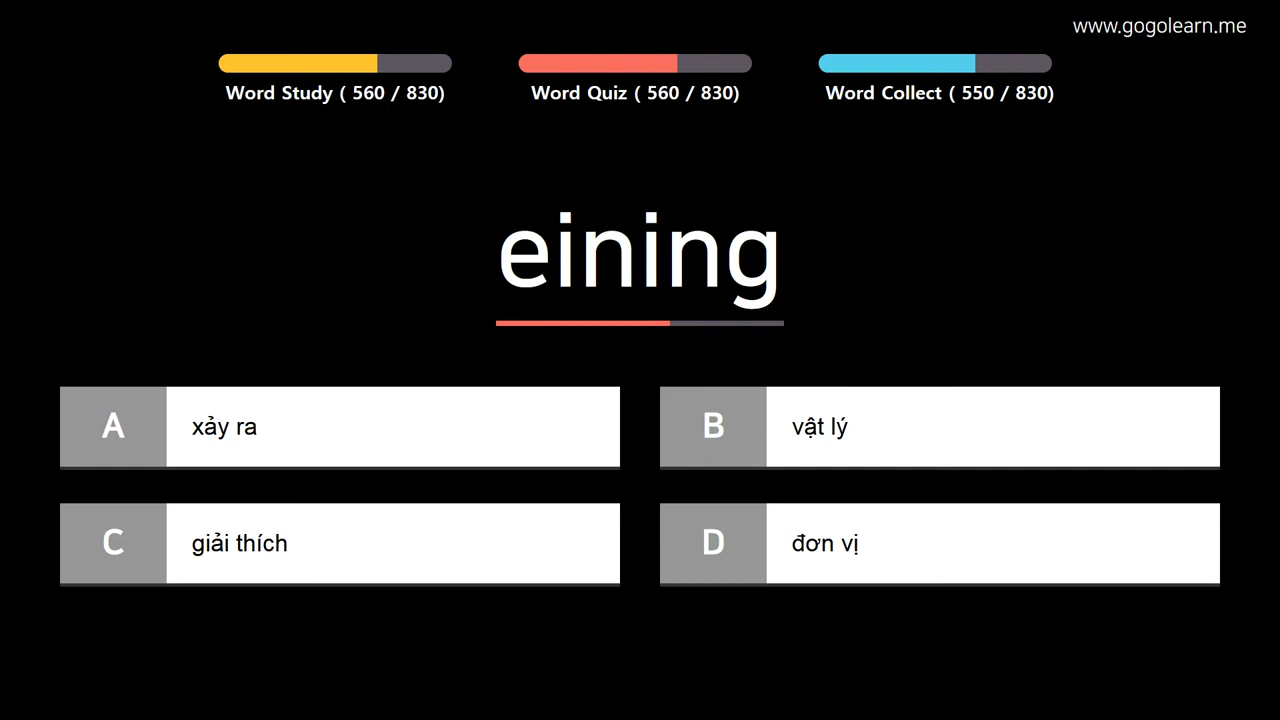 www.gogolearn.me
Word Study ( 560 / 830)
Word Quiz ( 560 / 830)
Word Collect ( 550 / 830)
eining
A
xảy ra
B
vật lý
C
giải thích
D
đơn vị